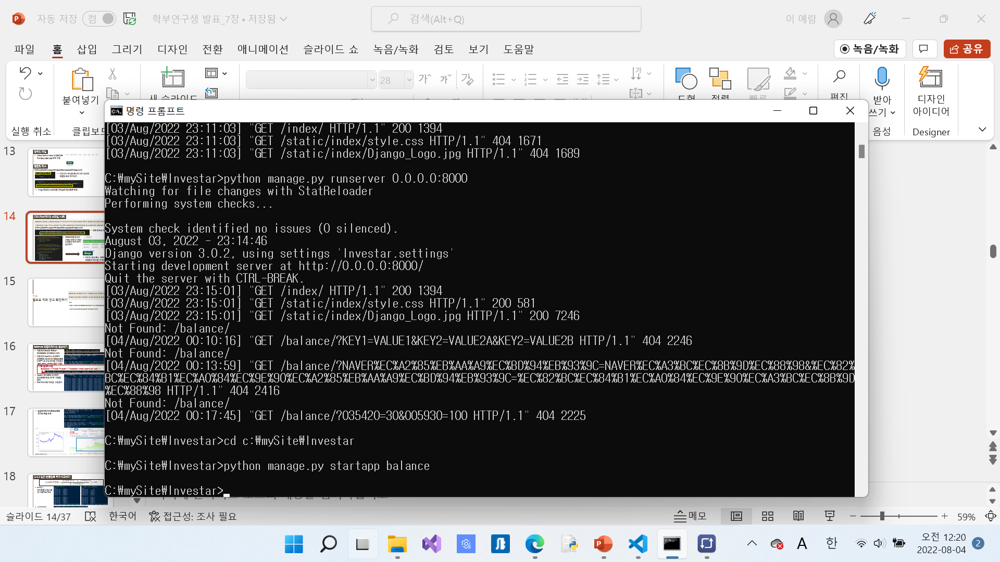 자동 저장 켬 학부연구생 발표_7장 • 저장됨 검색(Alt+Q) 이 예람
파일 홈 삽입 그리기 디자인 전환 애니메이션 슬라이드 쇼 녹음/녹화 검토 보기 도움말 녹음/녹화 공유
붙여넣기 28 받아쓰기 디자인 아이디어
실행 취소 음성 Designer
명령 프롬프트
[03/Aug/2022 23:11:03] "GET /index/ HTTP/1.1" 200 1394
[03/Aug/2022 23:11:03] "GET /static/index/style.css HTTP/1.1" 404 1671
[03/Aug/2022 23:11:03] "GET /static/index/Django_Logo.jpg HTTP/1.1" 404 1689
C:₩mySite₩Investar>python manage.py runserver 0.0.0.0:8000
Watching for file changes with StatReloader
Performing system checks...
System check identified no issues (0 silenced).
August 03, 2022 - 23:14:46
Django version 3.0.2, using settings 'Investar.settings'
Starting development server at http://0.0.0.0:8000/
Quit the server with CTRL-BREAK.
[03/Aug/2022 23:15:01] "GET /index/ HTTP/1.1" 200 1394
[03/Aug/2022 23:15:01] "GET /static/index/style.css HTTP/1.1" 200 581
[03/Aug/2022 23:15:01] "GET /static/index/Django_Logo.jpg HTTP/1.1" 200 7246
Not Found: /balance/
[04/Aug/2022 00:10:16] "GET /balance/?KEY1=VALUE1&KEY2=VALUE2A&KEY2=VALUE2B HTTP/1.1" 404 2246
Not Found: /balance/
[04/Aug/2022 00:13:59] "GET /balance/?NAVER%EC%A2%85%EB%AA%A9%EC%BD%94%EB%93%9C=NAVER%EC%A3%BC%EC%8B%9D%EC%88%98&%EC%82%
BC%EC%84%B1%EC%A0%84%EC%9E%90%EC%A2%85%EB%AA%A9%EC%BD%94%EB%93%9C=%EC%82%BC%EC%84%B1%EC%A0%84%EC%9E%90%EC%A3%BC%EC%8B%9D
%EC%88%98 HTTP/1.1" 404 2416
Not Found: /balance/
[04/Aug/2022 00:17:45] "GET /balance/?035420=30&005930=100 HTTP/1.1" 404 2225
C:₩mySite₩Investar>cd c:₩mySite₩Investar
C:₩mySite₩Investar>python manage.py startapp balance
C:₩mySite₩Investar>
13
14
15
16
17
18
슬라이드 14/37 한국어 접근성: 조사 필요 메모 59%
A 한 오전 12:20 2
2022-08-04